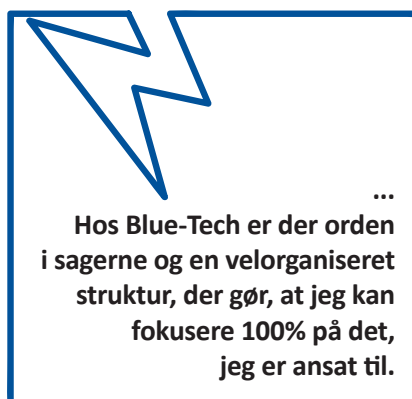 ...
Hos Blue-Tech er der orden
i sagerne og en velorganiseret
struktur, der gør, at jeg kan
fokusere 100% på det,
jeg er ansat til.